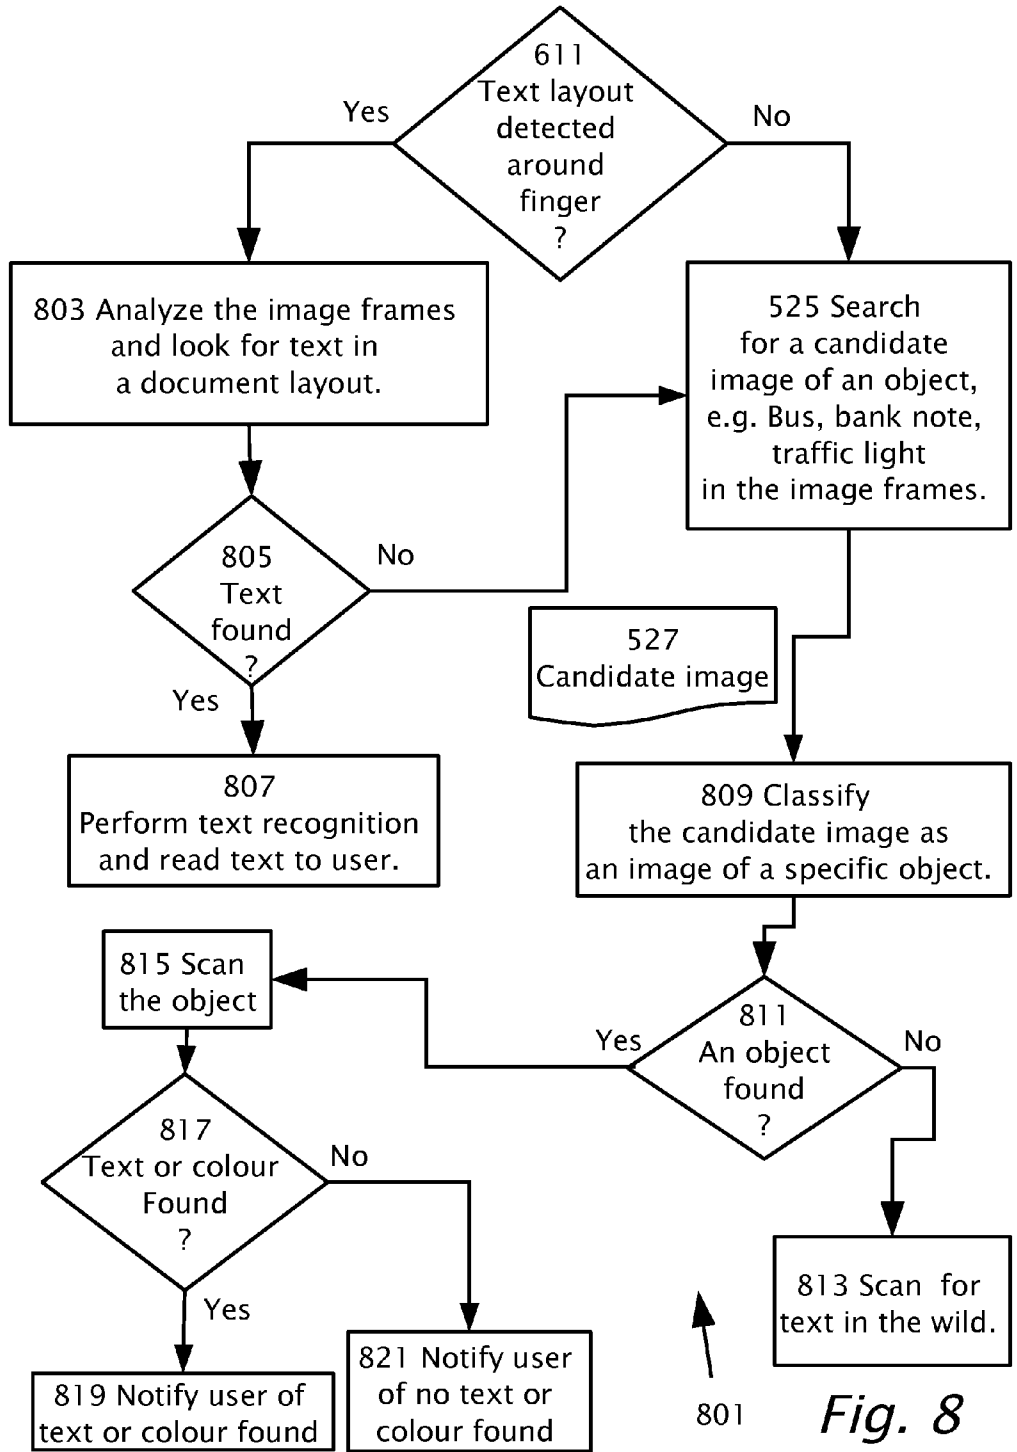 611
Text layout
detected
around
finger
?
Yes
No
803 Analyze the image frames
and look for text in
a document layout.
525 Search
for a candidate
image of an object,
e.g. Bus, bank note,
traffic light
in the image frames.
805
Text
found
?
No
Yes
527
Candidate image
807
Perform text recognition
and read text to user.
809 Classify
the candidate image as
an image of a specific object.
815 Scan
the object
811
An object
found
?
Yes
No
817
Text or colour
Found
?
No
Yes
813 Scan for
text in the wild.
819 Notify user of
text or colour found
821 Notify user
of no text or
colour found
801
Fig. 8